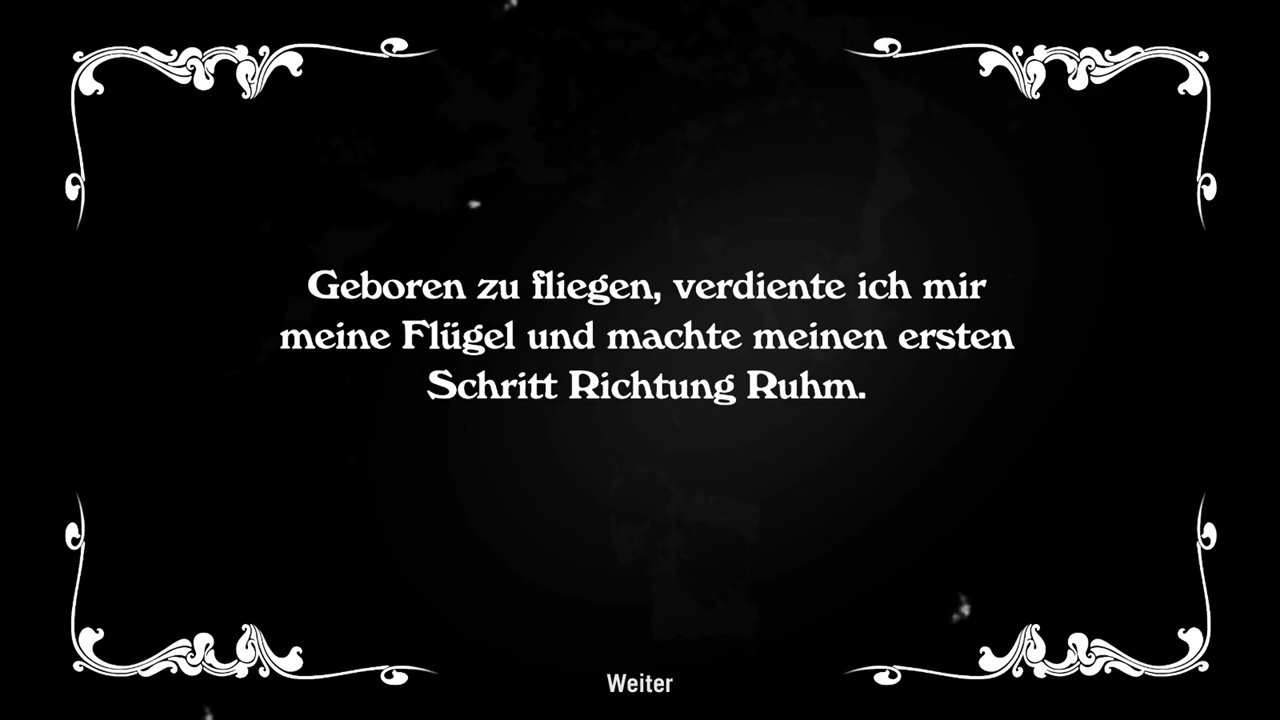 Geboren zu fliegen, verdiente ich mir
meine Flügel und machte meinen ersten
Schritt Richtung Ruhm.
Weiter